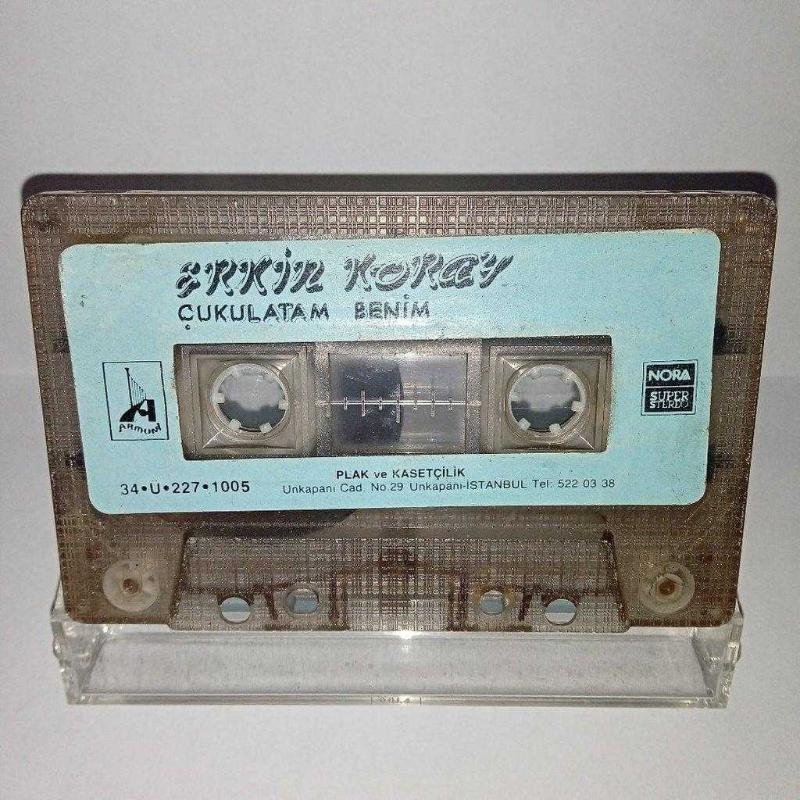 ERKİN KORAY
ÇUKULATAM BENİM
ARMONİ
NORA
SUPER
STEREO
PLAK ve KASETÇİLİK
34•U•227•1005
Unkapanı Cad. No.29 Unkapanı-İSTANBUL Tel: 522 03 38